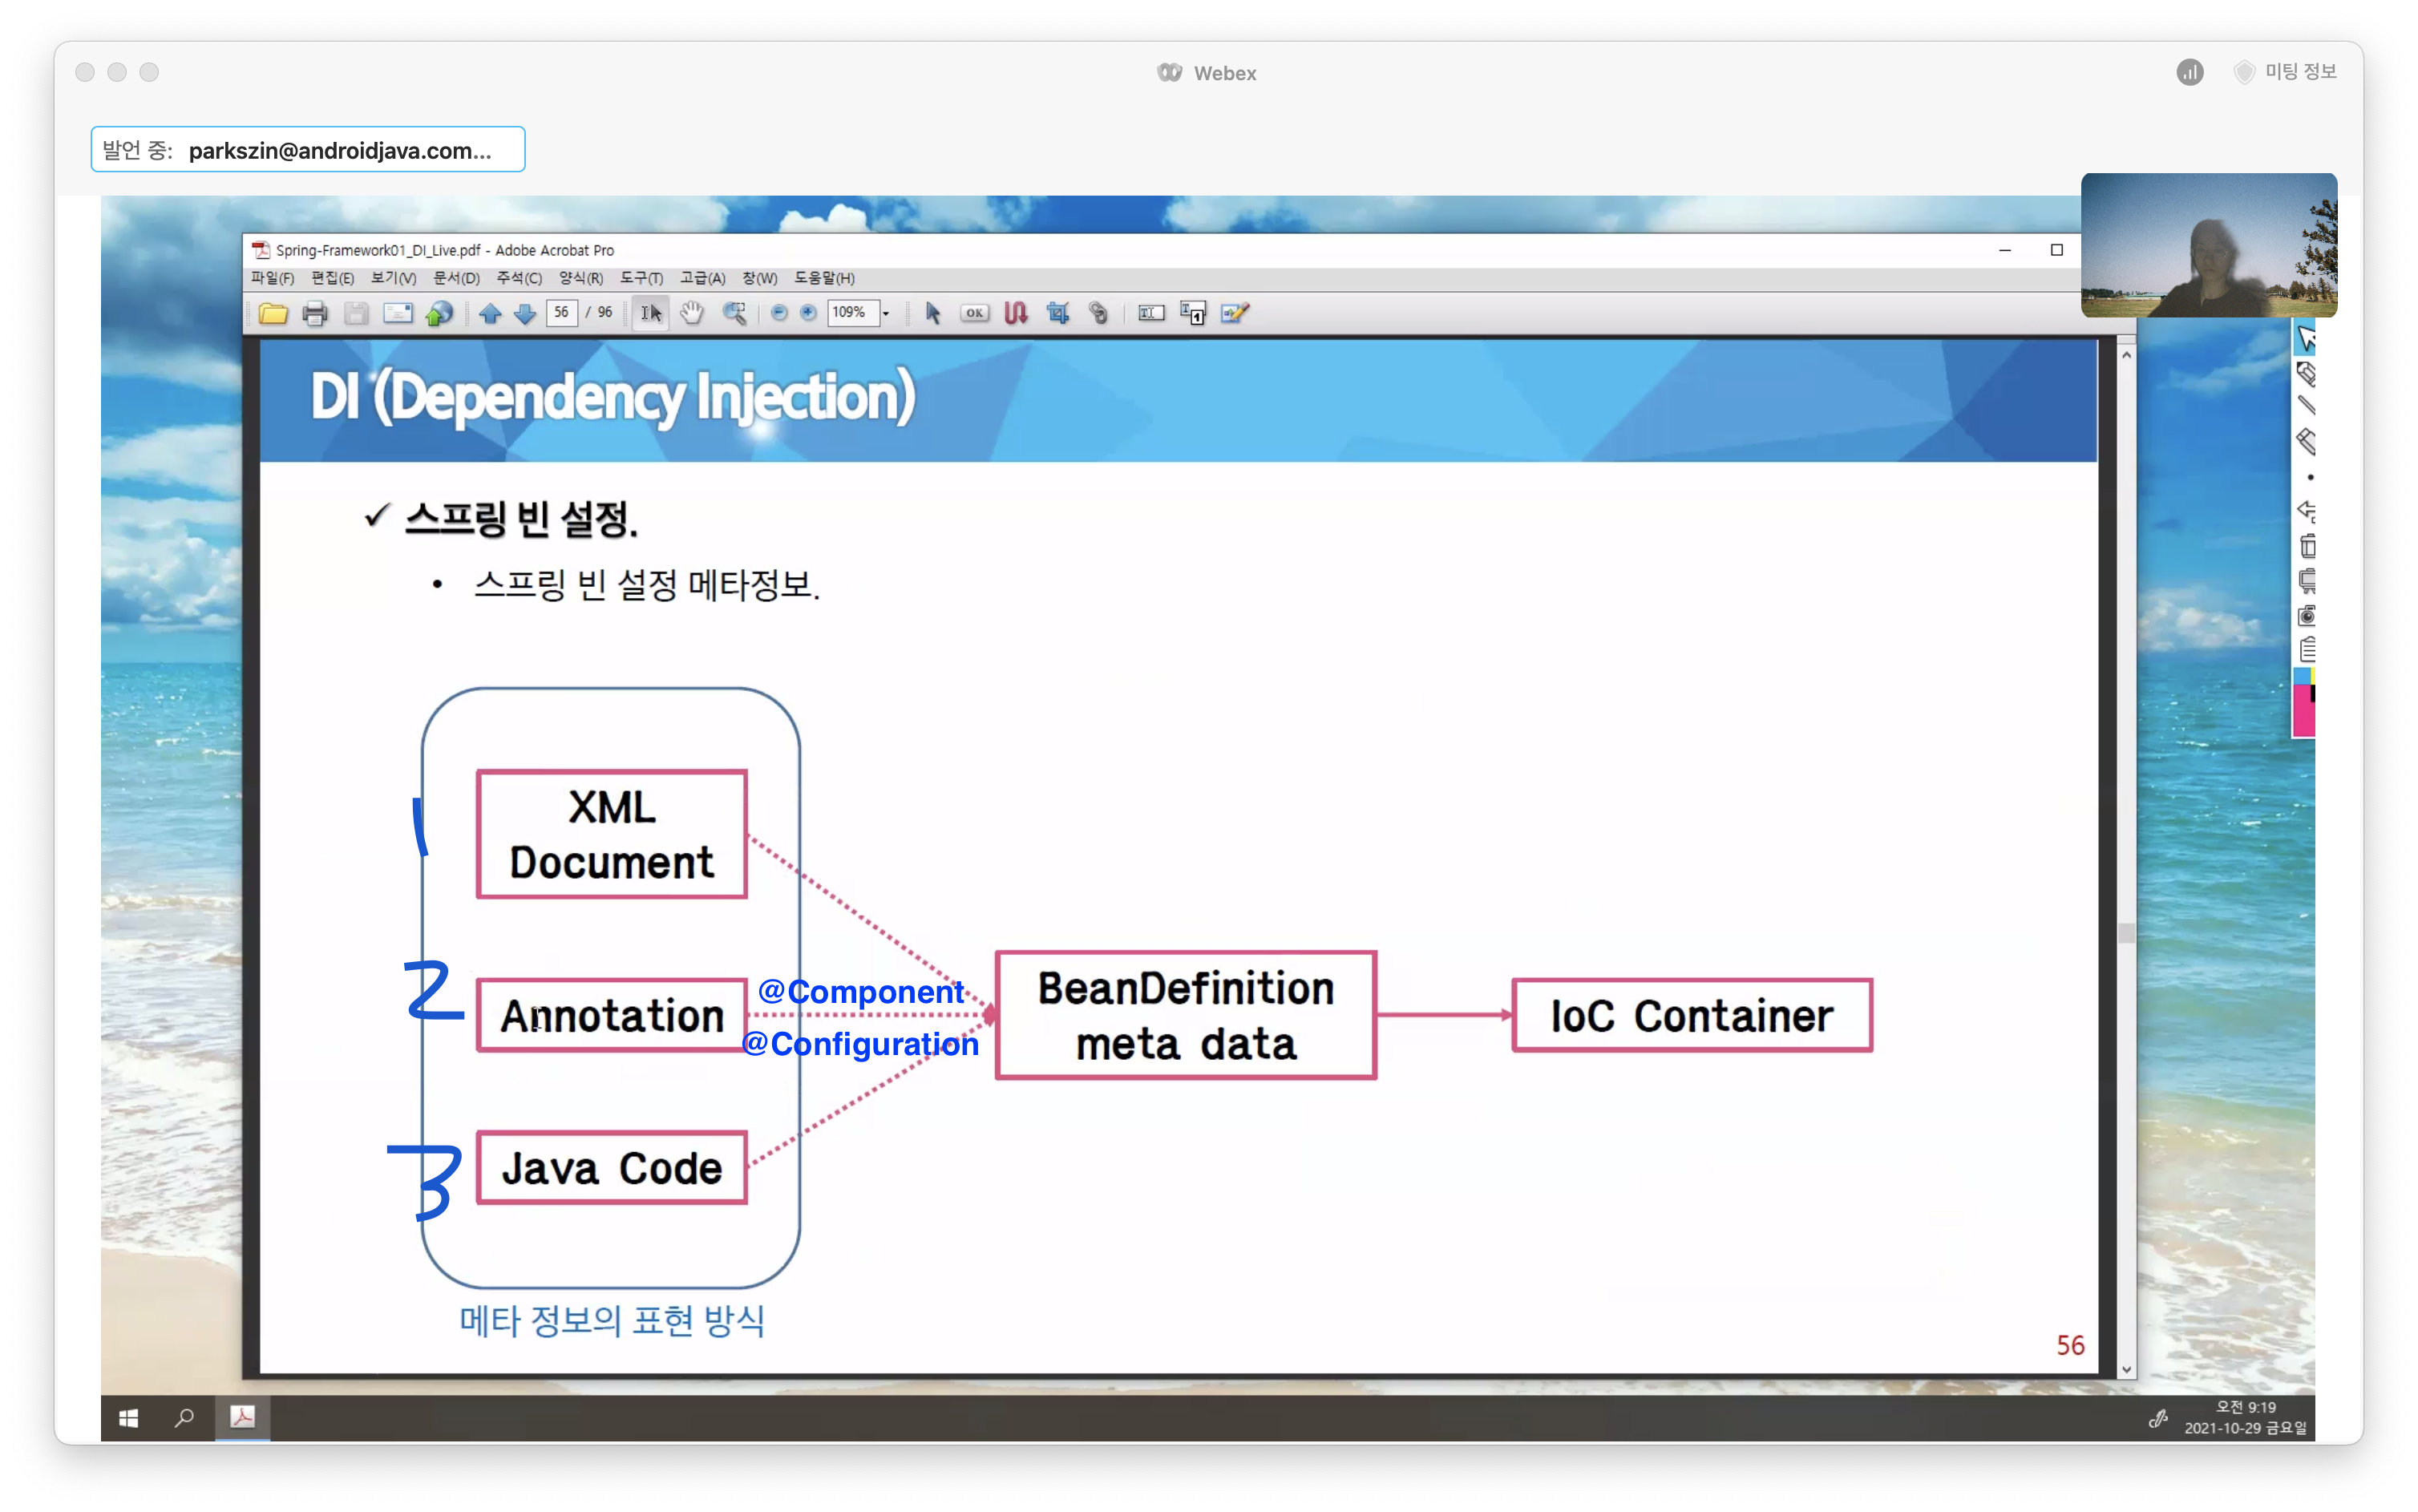 Webex
미팅 정보
발언 중: parkszin@androidjava.com...
Spring-Framework01_DI_Live.pdf - Adobe Acrobat Pro
파일(F) 편집(E) 보기(V) 문서(D) 주석(C) 양식(R) 도구(T) 고급(A) 창(W) 도움말(H)
56 / 96 109% OK
DI (Dependency Injection)
✓ 스프링 빈 설정.
• 스프링 빈 설정 메타정보.
1
XML
Document
2
Annotation
@Component
@Configuration
BeanDefinition
meta data
IoC Container
3
Java Code
메타 정보의 표현 방식
56
오전 9:19
2021-10-29 금요일